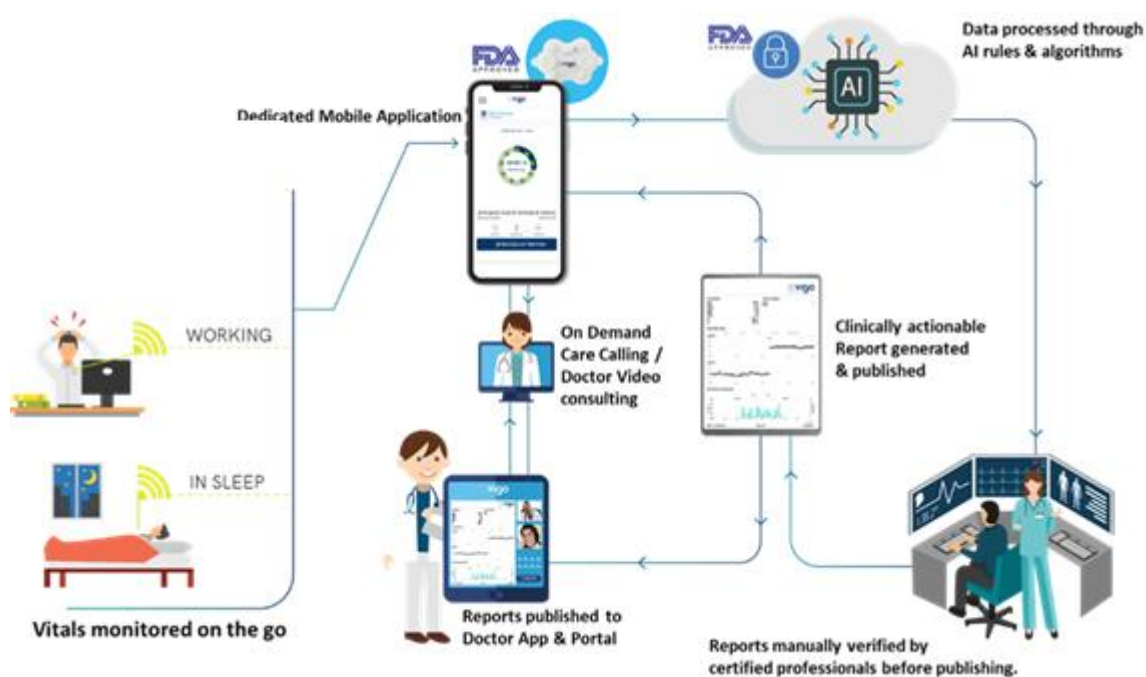 FDA
APPROVED
FDA
APPROVED
Data processed through
AI rules & algorithms
AI
Dedicated Mobile Application
WORKING
IN SLEEP
Vitals monitored on the go
On Demand
Care Calling /
Doctor Video
consulting
Clinically actionable
Report generated
& published
Reports published to
Doctor App & Portal
Reports manually verified by
certified professionals before publishing.